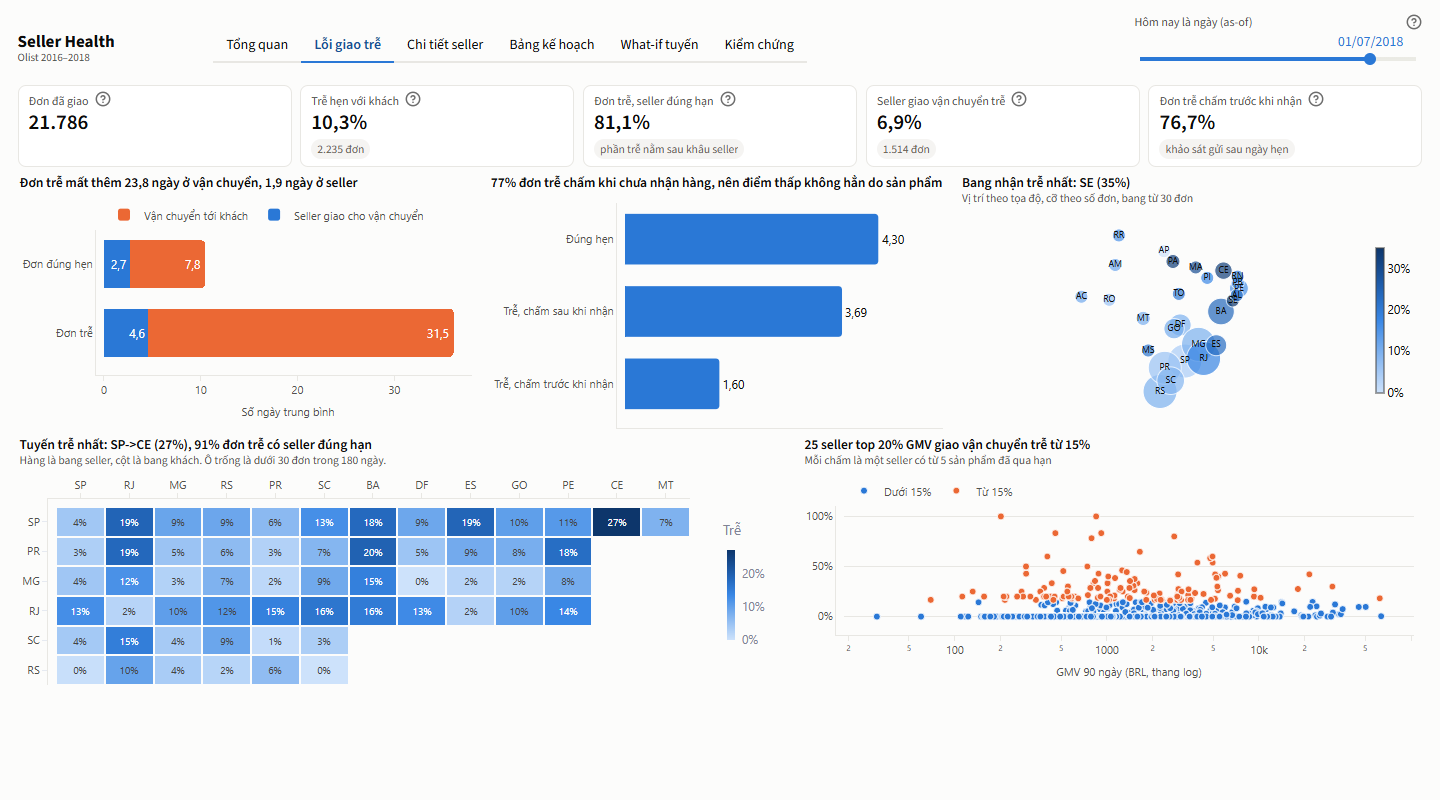 Hôm nay là ngày (as-of)
01/07/2018
Seller Health
Olist 2016–2018
Tổng quan
Lỗi giao trễ
Chi tiết seller
Bảng kế hoạch
What-if tuyến
Kiểm chứng
Đơn đã giao
21.786
Trễ hẹn với khách
10,3%
2.235 đơn
Đơn trễ, seller đúng hạn
81,1%
phần trễ nằm sau khâu seller
Seller giao vận chuyển trễ
6,9%
1.514 đơn
Đơn trễ chấm trước khi nhận
76,7%
khảo sát gửi sau ngày hẹn
Đơn trễ mất thêm 23,8 ngày ở vận chuyển, 1,9 ngày ở seller
Vận chuyển tới khách
Seller giao cho vận chuyển
Đơn đúng hẹn
2,7
7,8
Đơn trễ
4,6
31,5
0 10 20 30
Số ngày trung bình
77% đơn trễ chấm khi chưa nhận hàng, nên điểm thấp không hẳn do sản phẩm
Đúng hẹn
4,30
Trễ, chấm sau khi nhận
3,69
Trễ, chấm trước khi nhận
1,60
Bang nhận trễ nhất: SE (35%)
Vị trí theo tọa độ, cỡ theo số đơn, bang từ 30 đơn
RR
AP
AM
PA
MA
CE
PI
RN
PE
AC
RO
TO
BA
MT
DF
GO
MS
MG
ES
SP
RJ
PR
SC
RS
30%
20%
10%
0%
Tuyến trễ nhất: SP->CE (27%), 91% đơn trễ có seller đúng hạn
Hàng là bang seller, cột là bang khách. Ô trống là dưới 30 đơn trong 180 ngày.
SP RJ MG RS PR SC BA DF ES GO PE CE MT
SP 4% 19% 9% 9% 6% 13% 18% 9% 19% 10% 11% 27% 7%
PR 3% 19% 5% 6% 3% 7% 20% 5% 9% 8% 18%
MG 4% 12% 3% 7% 2% 9% 15% 0% 2% 2% 8%
RJ 13% 2% 10% 12% 15% 16% 16% 13% 2% 10% 14%
SC 4% 15% 4% 9% 1% 3%
RS 0% 10% 4% 2% 6% 0%
Trễ
20%
10%
0%
25 seller top 20% GMV giao vận chuyển trễ từ 15%
Mỗi chấm là một seller có từ 5 sản phẩm đã qua hạn
Dưới 15%
Từ 15%
100%
50%
0%
2 5 100 2 5 1000 2 5 10k 2 5
GMV 90 ngày (BRL, thang log)